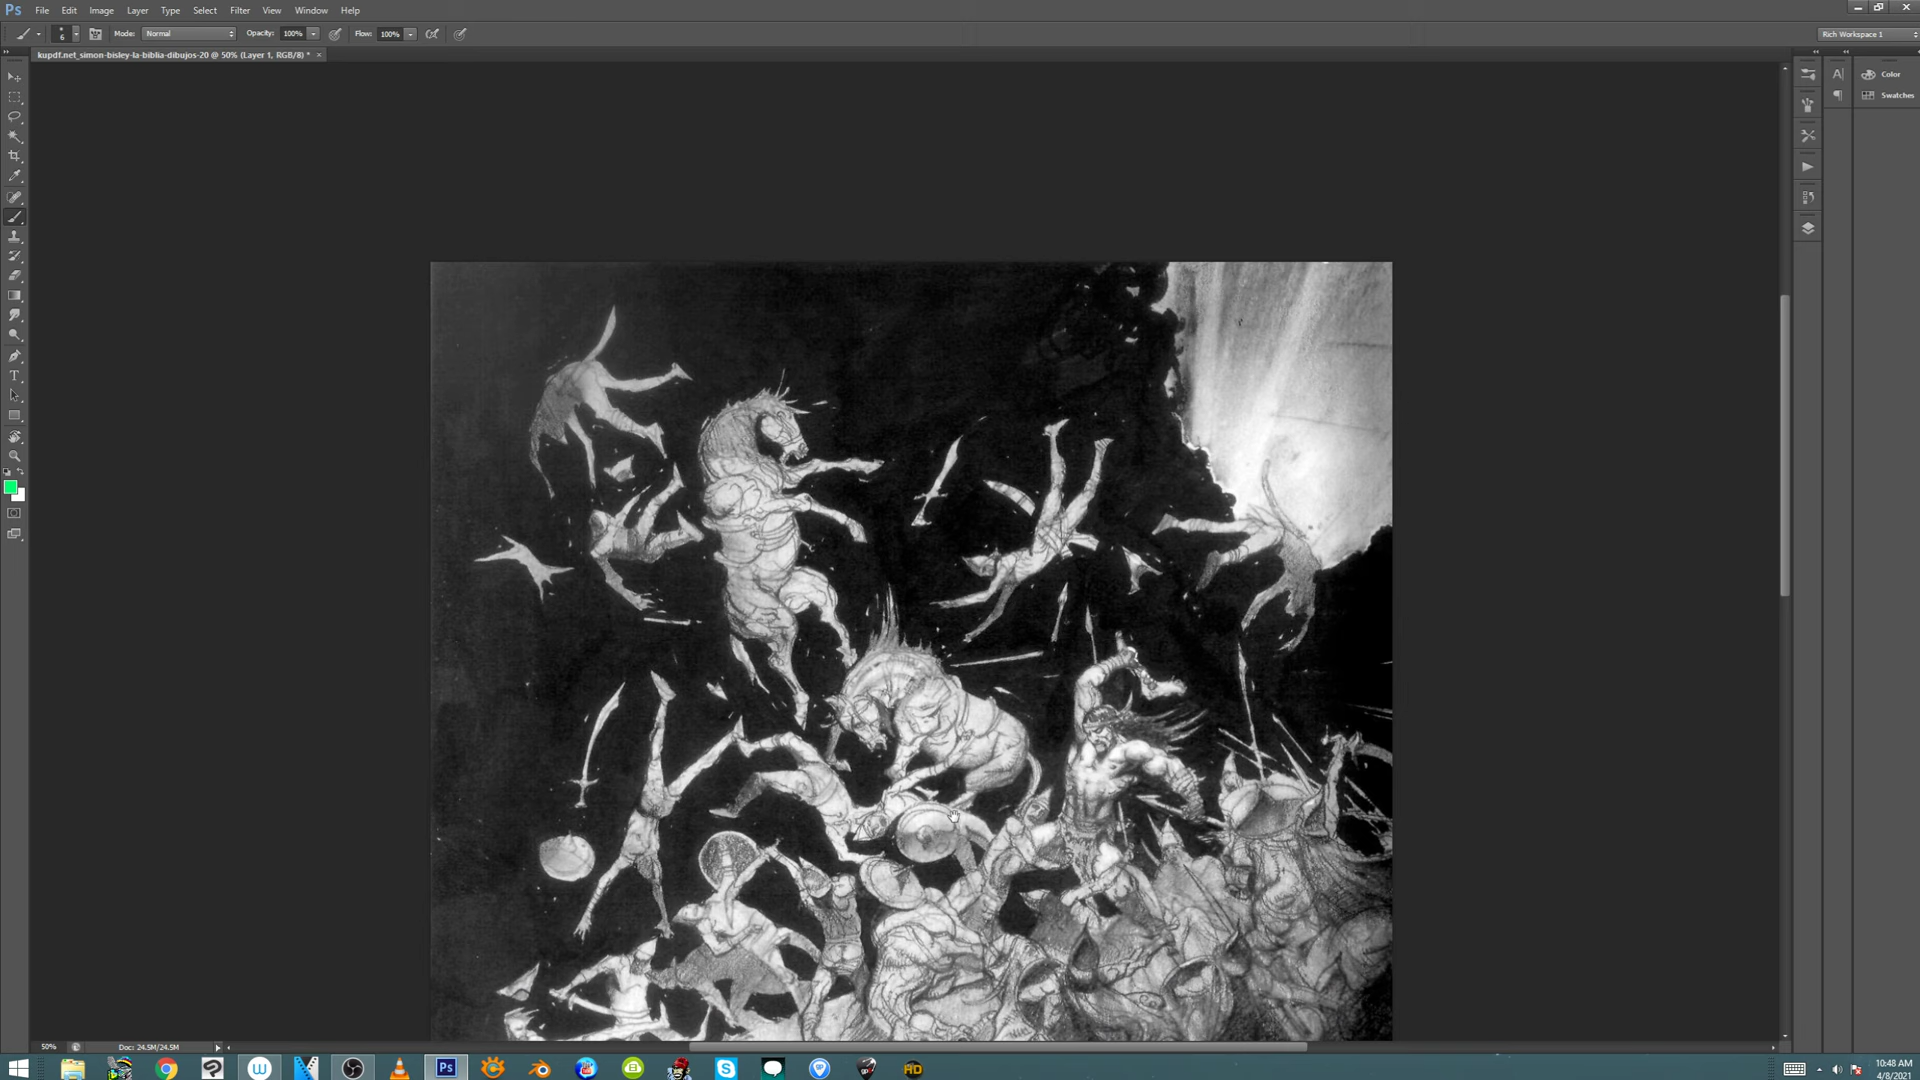 Ps File Edit Image Layer Type Select Filter View Window Help
6 Mode: Normal Opacity: 100% Flow: 100% Rich Workspace 1
kupdf.net_simon-bisley-la-biblia-dibujos-20 @ 50% (Layer 1, RGB/8) * ×
Color
Swatches
50% Doc: 24.5M/24.5M
10:48 AM
4/8/2021